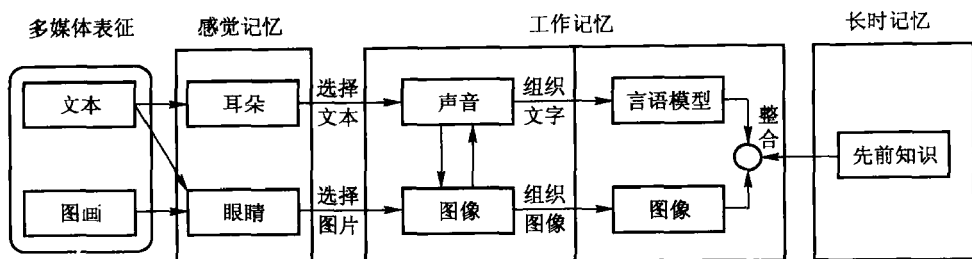 多媒体表征
感觉记忆
工作记忆
长时记忆
文本
耳朵
选择
文本
声音
组织
文字
言语模型
整合
先前知识
图画
眼睛
选择
图片
图像
组织
图像
图像